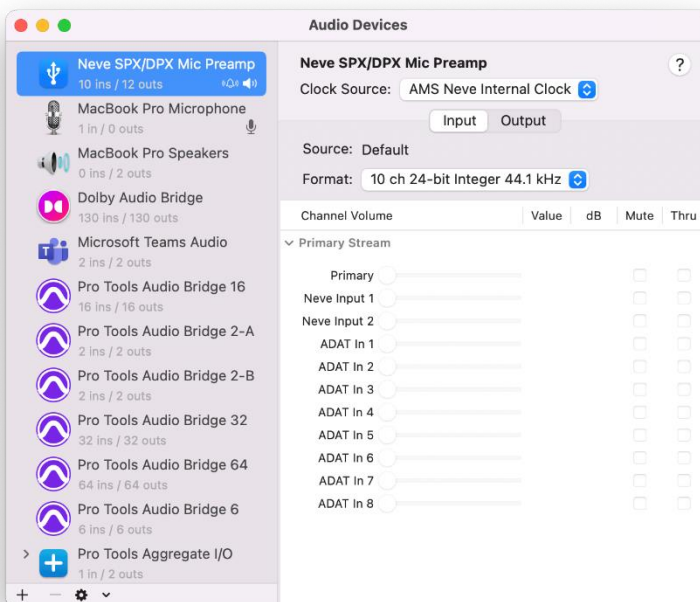 Audio Devices
Neve SPX/DPX Mic Preamp
10 ins / 12 outs
MacBook Pro Microphone
1 in / 0 outs
MacBook Pro Speakers
0 ins / 2 outs
Dolby Audio Bridge
130 ins / 130 outs
Microsoft Teams Audio
2 ins / 2 outs
Pro Tools Audio Bridge 16
16 ins / 16 outs
Pro Tools Audio Bridge 2-A
2 ins / 2 outs
Pro Tools Audio Bridge 2-B
2 ins / 2 outs
Pro Tools Audio Bridge 32
32 ins / 32 outs
Pro Tools Audio Bridge 64
64 ins / 64 outs
Pro Tools Audio Bridge 6
6 ins / 6 outs
Pro Tools Aggregate I/O
1 in / 2 outs
Neve SPX/DPX Mic Preamp ?
Clock Source: AMS Neve Internal Clock
Input Output
Source: Default
Format: 10 ch 24-bit Integer 44.1 kHz
Channel Volume Value dB Mute Thru
Primary Stream
Primary
Neve Input 1
Neve Input 2
ADAT In 1
ADAT In 2
ADAT In 3
ADAT In 4
ADAT In 5
ADAT In 6
ADAT In 7
ADAT In 8